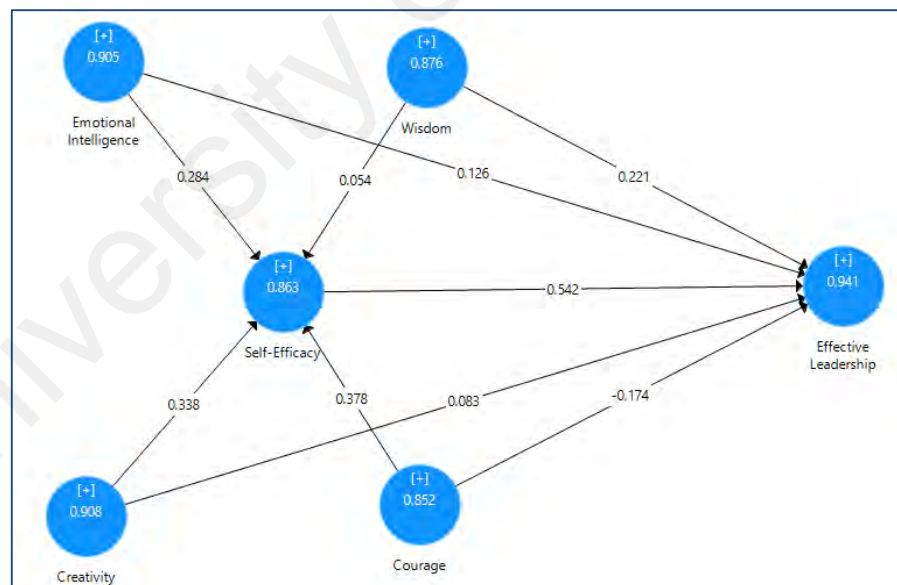 [+]
0.905
Emotional
Intelligence
[+]
0.876
Wisdom
0.284
0.054
0.126
0.221
[+]
0.863
Self-Efficacy
0.542
[+]
0.941
Effective
Leadership
0.338
0.378
0.083
-0.174
[+]
0.908
Creativity
[+]
0.852
Courage
University